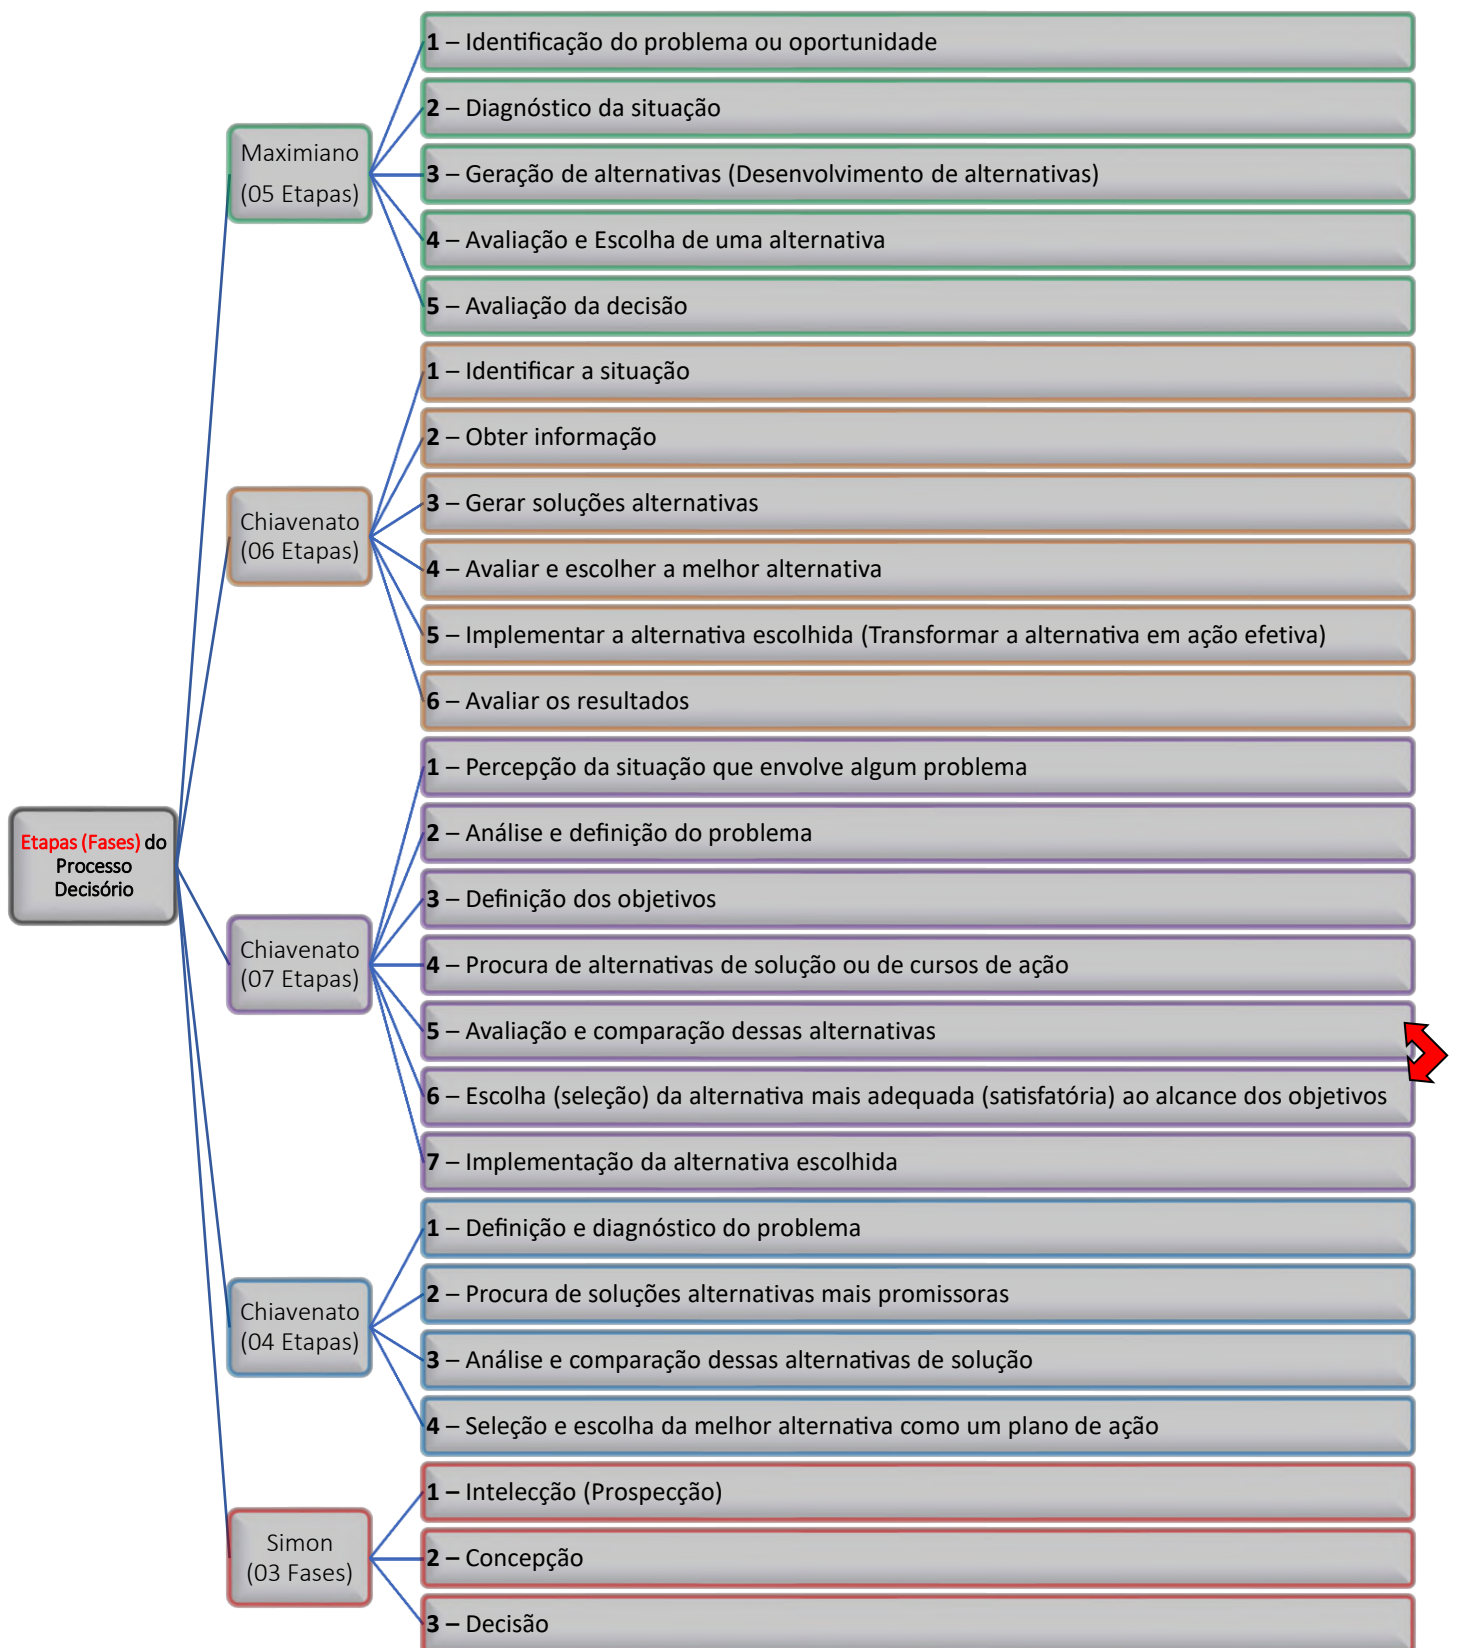 Etapas (Fases) do
Processo
Decisório
Maximiano
(05 Etapas)
1 – Identificação do problema ou oportunidade
2 – Diagnóstico da situação
3 – Geração de alternativas (Desenvolvimento de alternativas)
4 – Avaliação e Escolha de uma alternativa
5 – Avaliação da decisão
Chiavenato
(06 Etapas)
1 – Identificar a situação
2 – Obter informação
3 – Gerar soluções alternativas
4 – Avaliar e escolher a melhor alternativa
5 – Implementar a alternativa escolhida (Transformar a alternativa em ação efetiva)
6 – Avaliar os resultados
Chiavenato
(07 Etapas)
1 – Percepção da situação que envolve algum problema
2 – Análise e definição do problema
3 – Definição dos objetivos
4 – Procura de alternativas de solução ou de cursos de ação
5 – Avaliação e comparação dessas alternativas
6 – Escolha (seleção) da alternativa mais adequada (satisfatória) ao alcance dos objetivos
7 – Implementação da alternativa escolhida
Chiavenato
(04 Etapas)
1 – Definição e diagnóstico do problema
2 – Procura de soluções alternativas mais promissoras
3 – Análise e comparação dessas alternativas de solução
4 – Seleção e escolha da melhor alternativa como um plano de ação
Simon
(03 Fases)
1 – Intelecção (Prospecção)
2 – Concepção
3 – Decisão